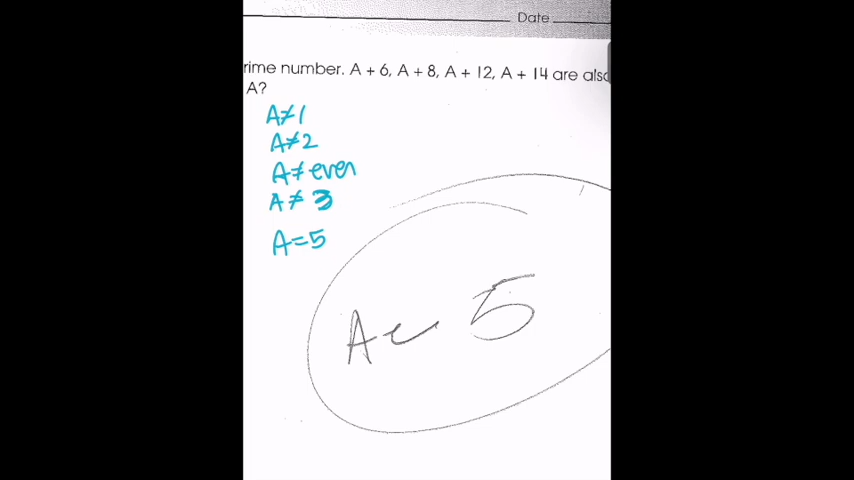 Date
rime number. A + 6, A + 8, A + 12, A + 14 are also
A?
A≠1
A≠2
A≠even
A≠ 3
A=5
A= 5